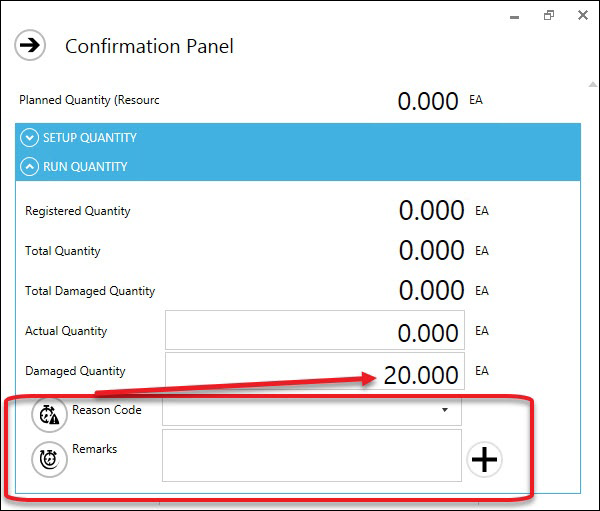 Confirmation Panel
Planned Quantity (Resourc 0.000 EA
SETUP QUANTITY
RUN QUANTITY
Registered Quantity 0.000 EA
Total Quantity 0.000 EA
Total Damaged Quantity 0.000 EA
Actual Quantity 0.000 EA
Damaged Quantity 20.000 EA
Reason Code
Remarks